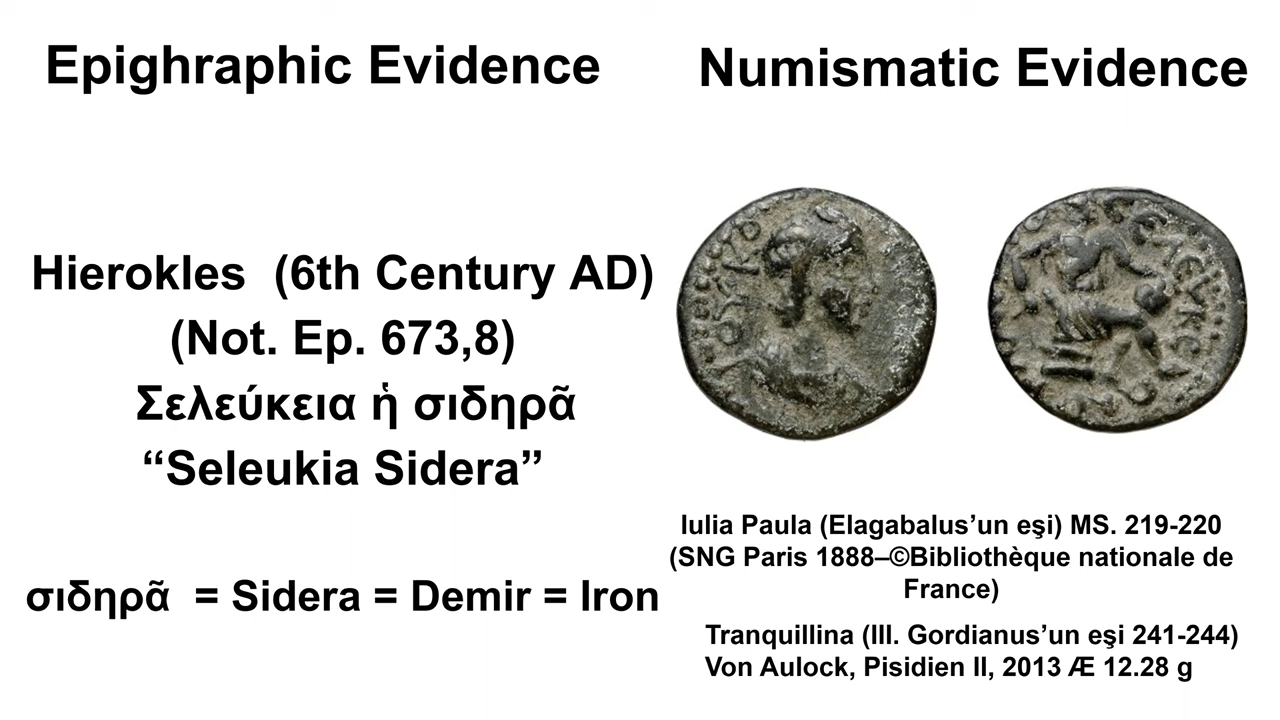 Epighraphic Evidence
Hierokles (6th Century AD)
(Not. Ep. 673,8)
Σελεύκεια ἡ σιδηρᾶ
“Seleukia Sidera”
σιδηρᾶ = Sidera = Demir = Iron
Numismatic Evidence
Iulia Paula (Elagabalus’un eşi) MS. 219-220
(SNG Paris 1888–©Bibliothèque nationale de
France)
Tranquillina (III. Gordianus’un eşi 241-244)
Von Aulock, Pisidien II, 2013 Æ 12.28 g